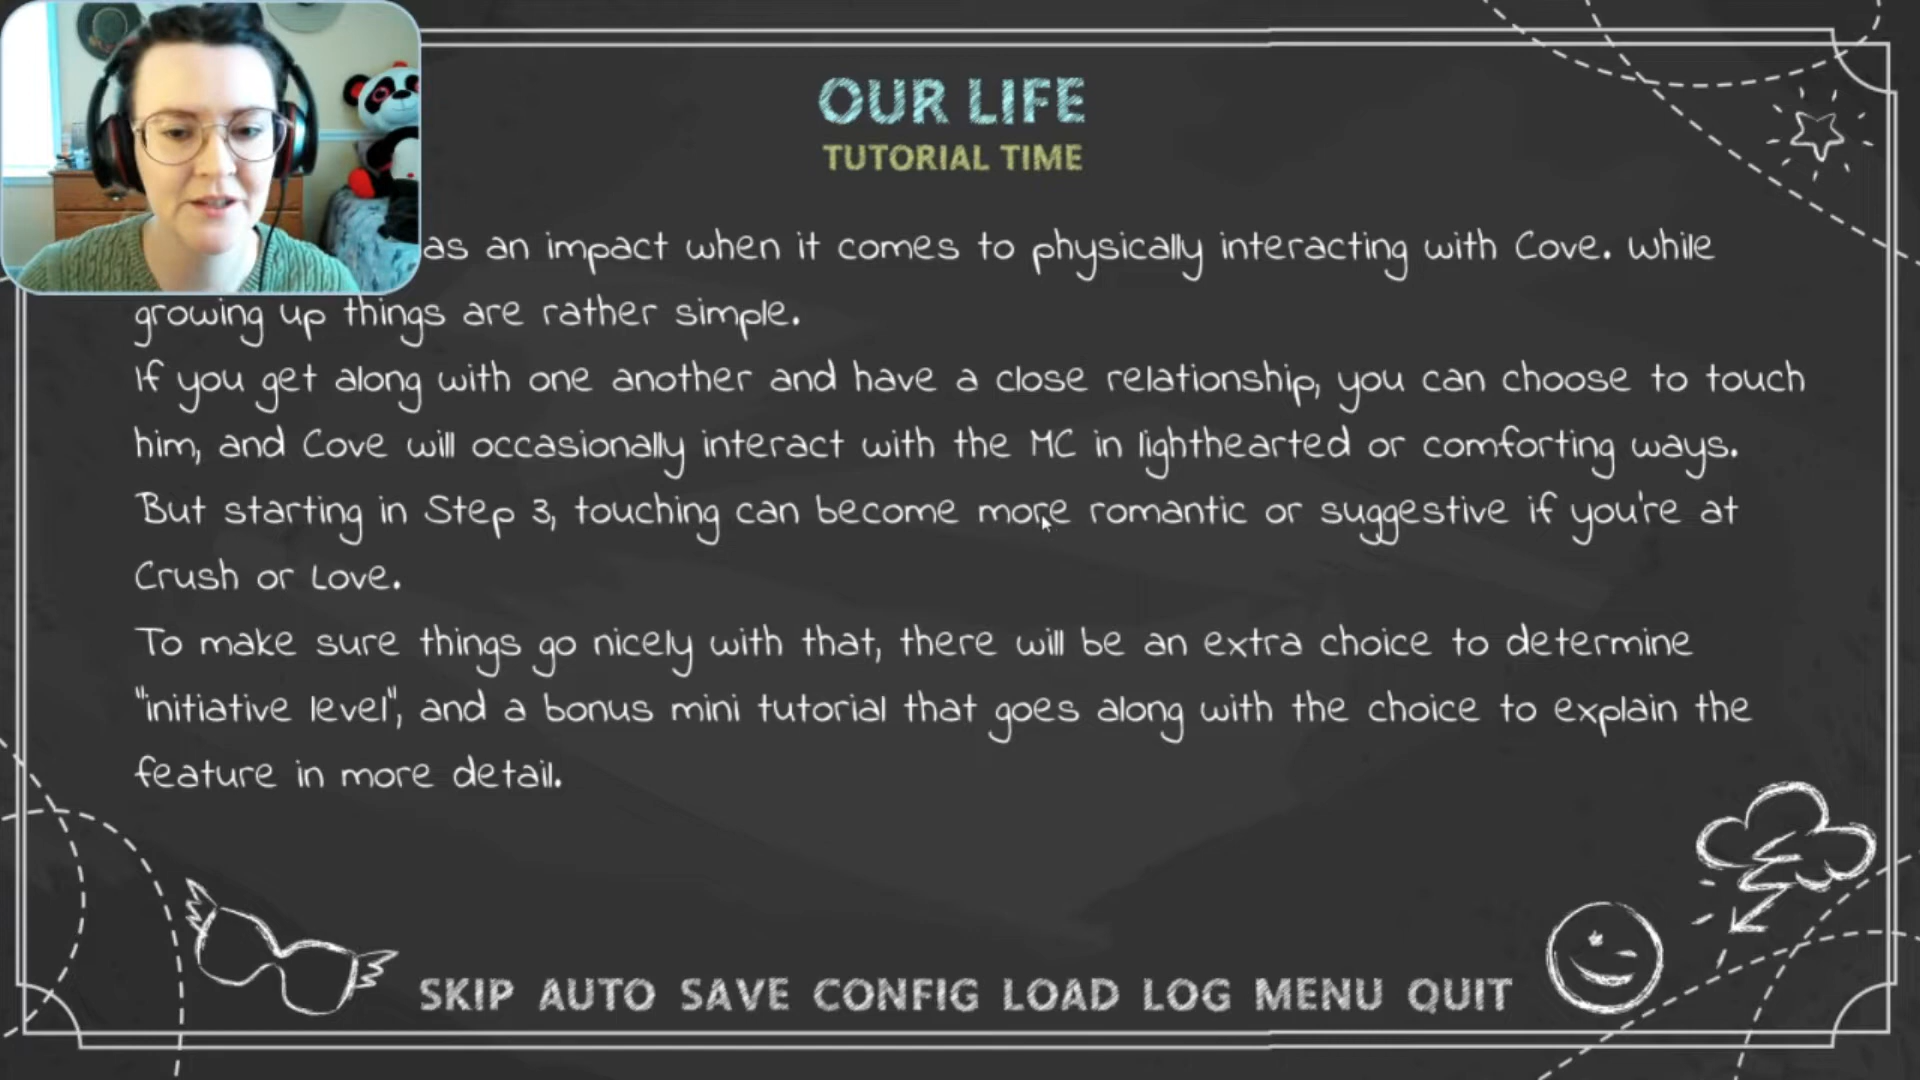 OUR LIFE
TUTORIAL TIME
as an impact when it comes to physically interacting with Cove. While
growing up things are rather simple.
If you get along with one another and have a close relationship, you can choose to touch
him, and Cove will occasionally interact with the MC in lighthearted or comforting ways.
But starting in Step 3, touching can become more romantic or suggestive if you're at
Crush or Love.
To make sure things go nicely with that, there will be an extra choice to determine
"initiative level", and a bonus mini tutorial that goes along with the choice to explain the
feature in more detail.
SKIP AUTO SAVE CONFIG LOAD LOG MENU QUIT